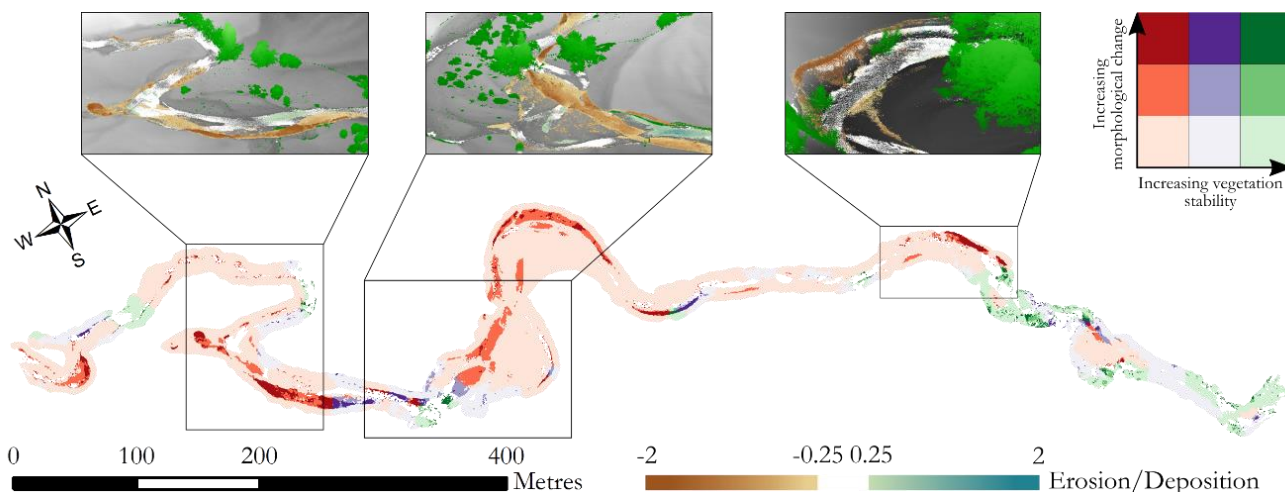 Increasing
morphological change
Increasing vegetation
stability
N
E
W
S
0 100 200 400 Metres
-2 -0.25 0.25 2 Erosion/Deposition